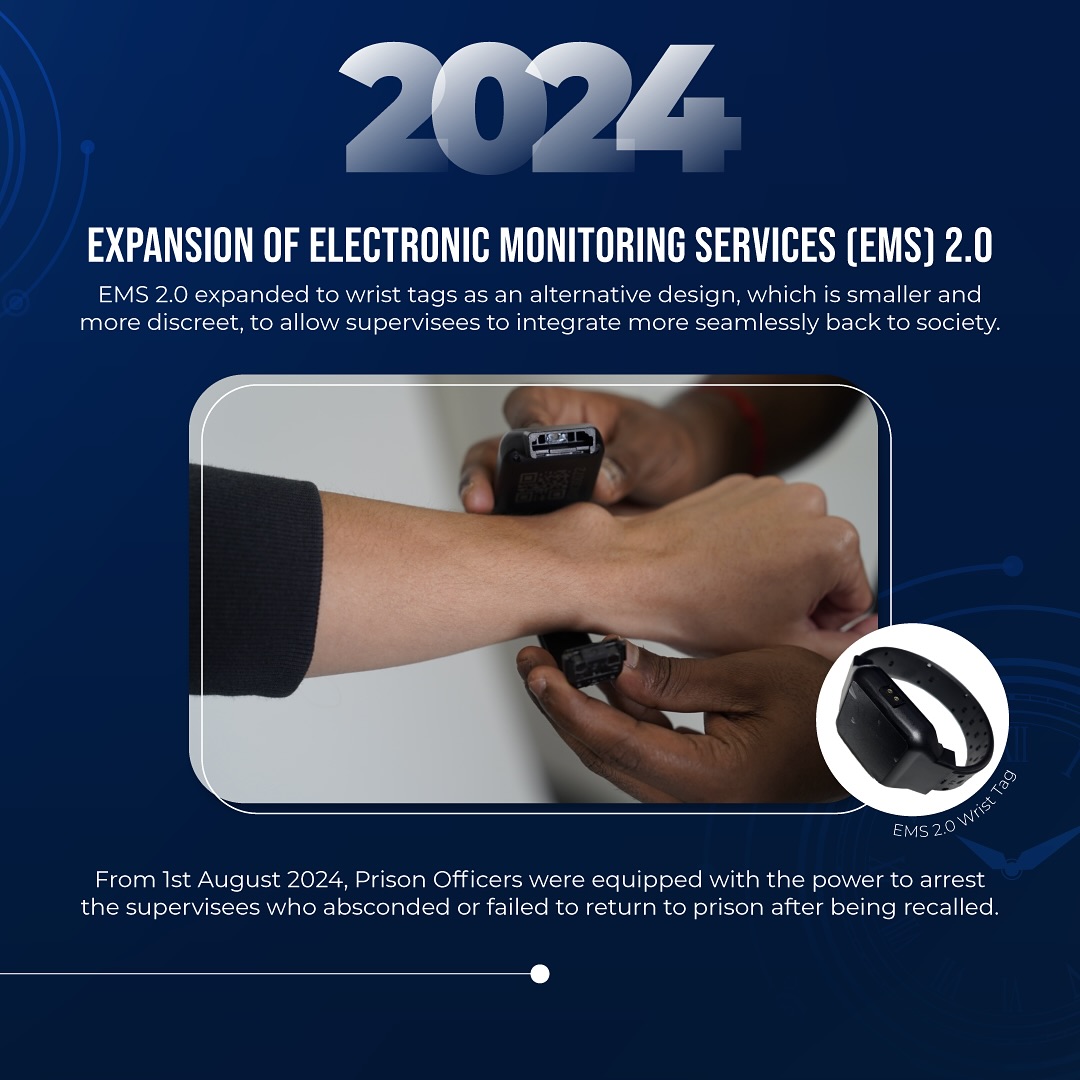 2024
EXPANSION OF ELECTRONIC MONITORING SERVICES (EMS) 2.0
EMS 2.0 expanded to wrist tags as an alternative design, which is smaller and
more discreet, to allow supervisees to integrate more seamlessly back to society.
EMS 2.0 Wrist Tag
From 1st August 2024, Prison Officers were equipped with the power to arrest
the supervisees who absconded or failed to return to prison after being recalled.